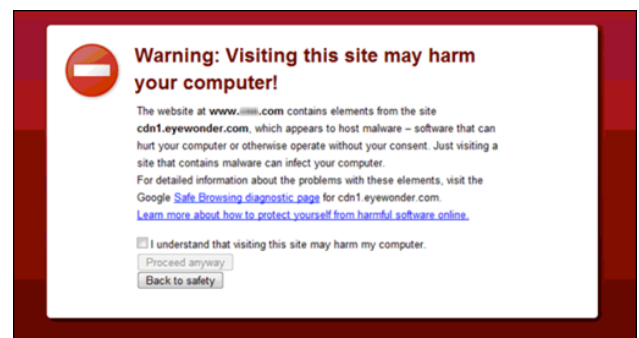 Warning: Visiting this site may harm
your computer!
The website at www. .com contains elements from the site
cdn1.eyewonder.com, which appears to host malware – software that can
hurt your computer or otherwise operate without your consent. Just visiting a
site that contains malware can infect your computer.
For detailed information about the problems with these elements, visit the
Google Safe Browsing diagnostic page for cdn1.eyewonder.com.
Learn more about how to protect yourself from harmful software online.
I understand that visiting this site may harm my computer.
Proceed anyway
Back to safety